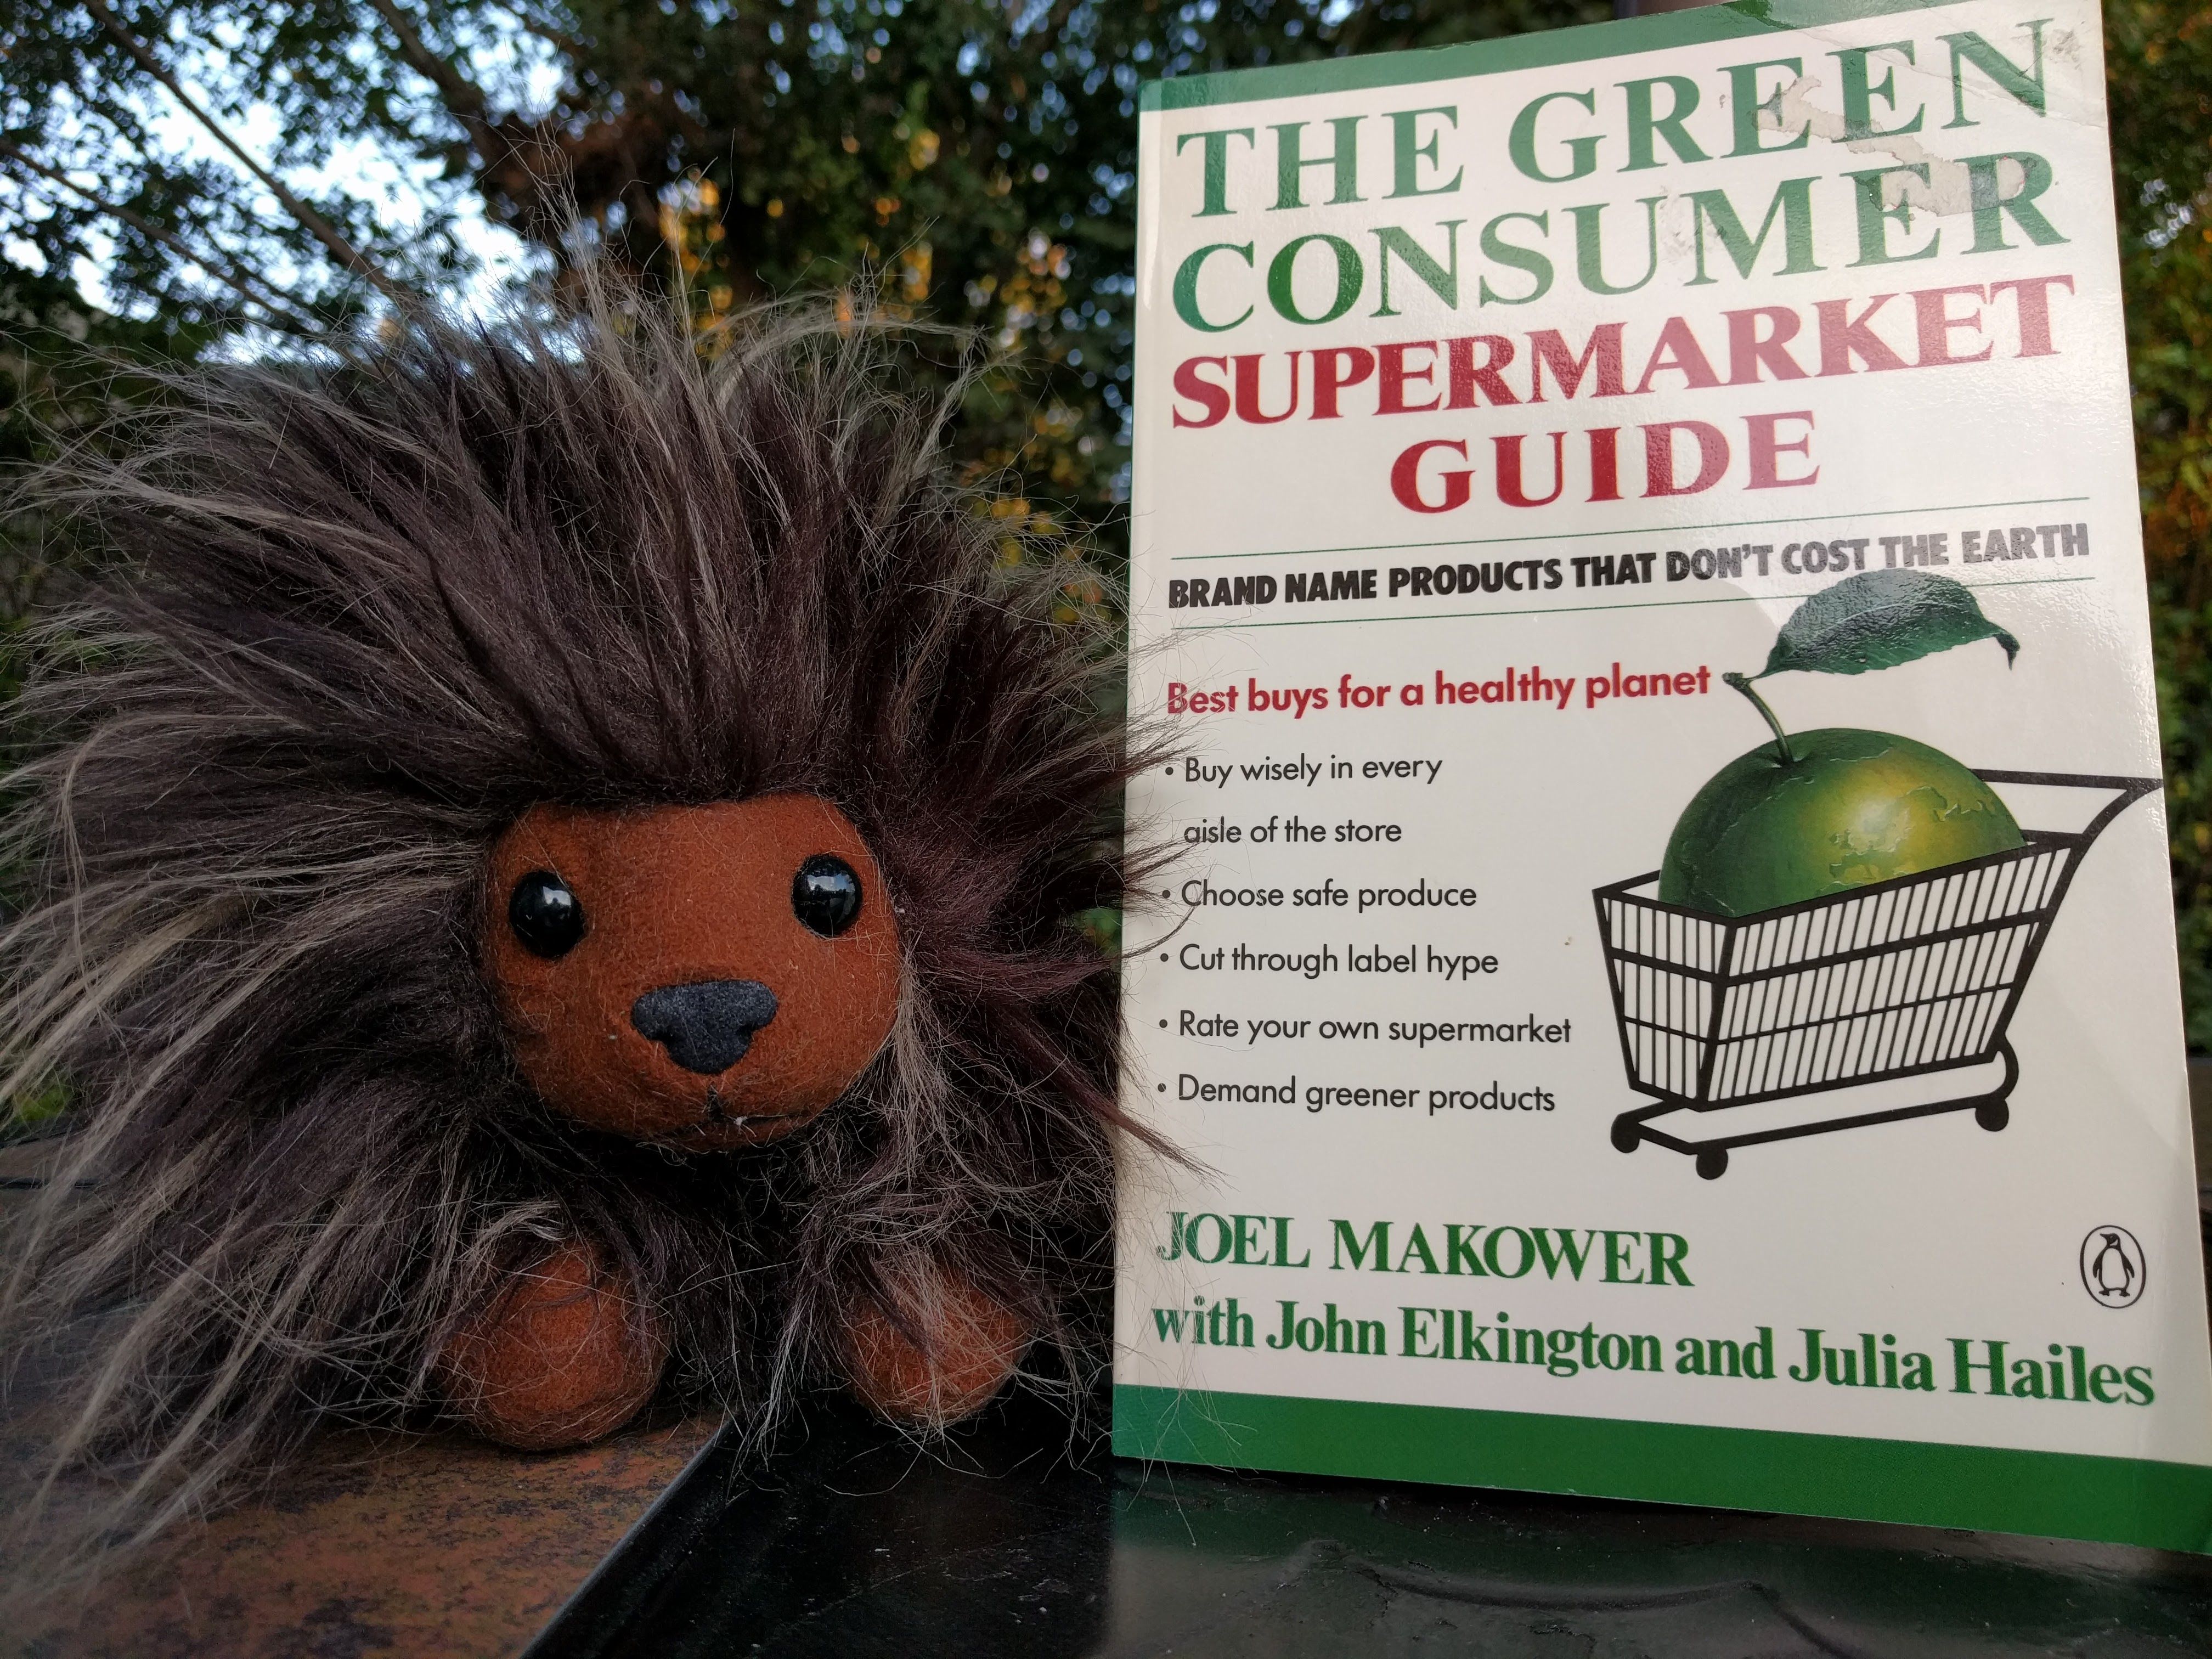 THE GREEN
CONSUMER
SUPERMARKET
GUIDE
BRAND NAME PRODUCTS THAT DON'T COST THE EARTH
Best buys for a healthy planet
• Buy wisely in every
aisle of the store
• Choose safe produce
• Cut through label hype
• Rate your own supermarket
• Demand greener products
JOEL MAKOWER
with John Elkington and Julia Hailes